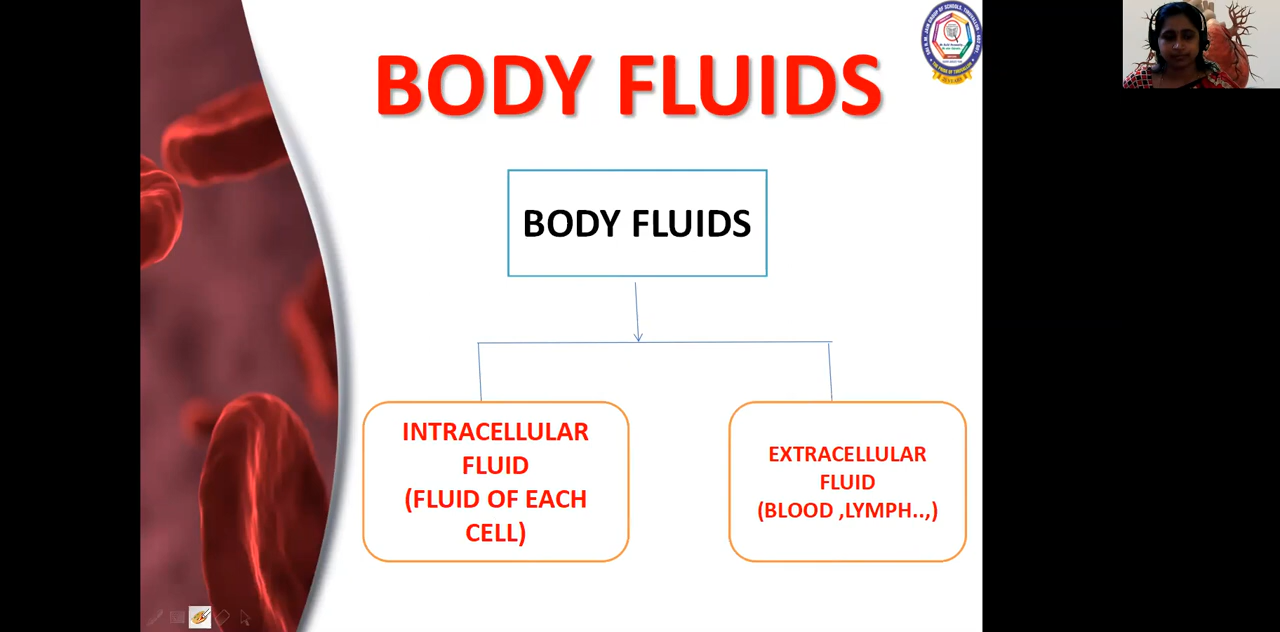 BODY FLUIDS
BODY FLUIDS
INTRACELLULAR
FLUID
(FLUID OF EACH
CELL)
EXTRACELLULAR
FLUID
(BLOOD ,LYMPH..,)